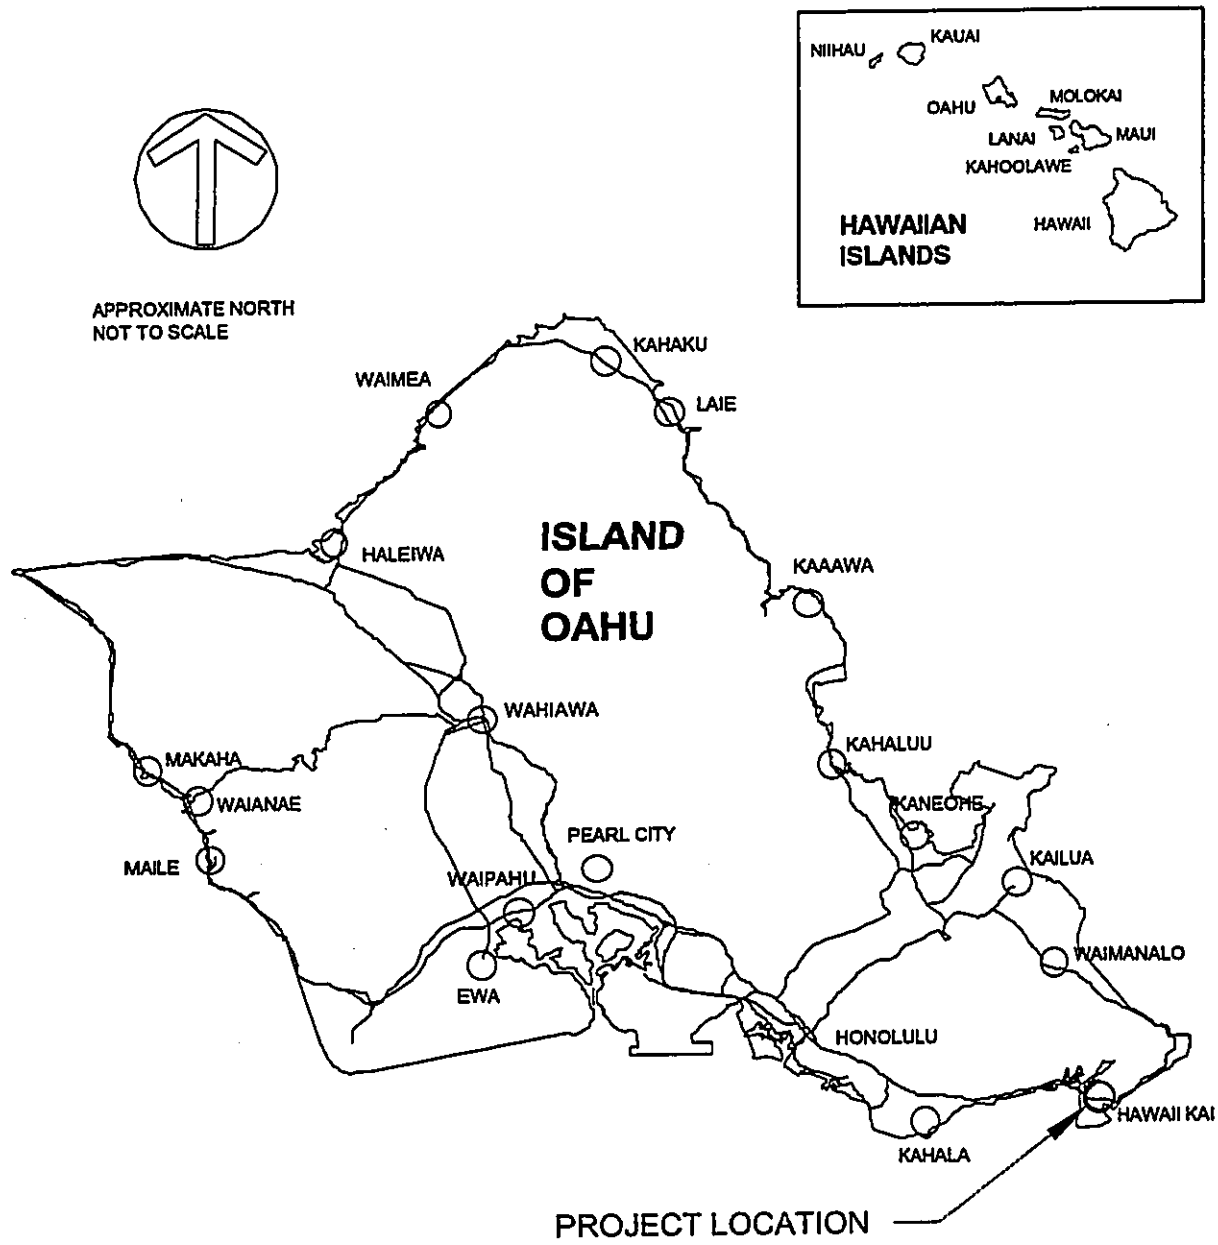 NIIHAU
KAUAI
OAHU
MOLOKAI
LANAI
MAUI
KAHOOLAWE
HAWAII
HAWAIIAN
ISLANDS
APPROXIMATE NORTH
NOT TO SCALE
KAHAKU
WAIMEA
LAIE
ISLAND
OF
OAHU
HALEIWA
KAAAWA
WAHIAWA
KAHALUU
MAKAHA
WAIANAE
KANEOHE
PEARL CITY
MAILE
WAIPAHU
KAILUA
WAIMANALO
EWA
HONOLULU
HAWAII KAI
KAHALA
PROJECT LOCATION